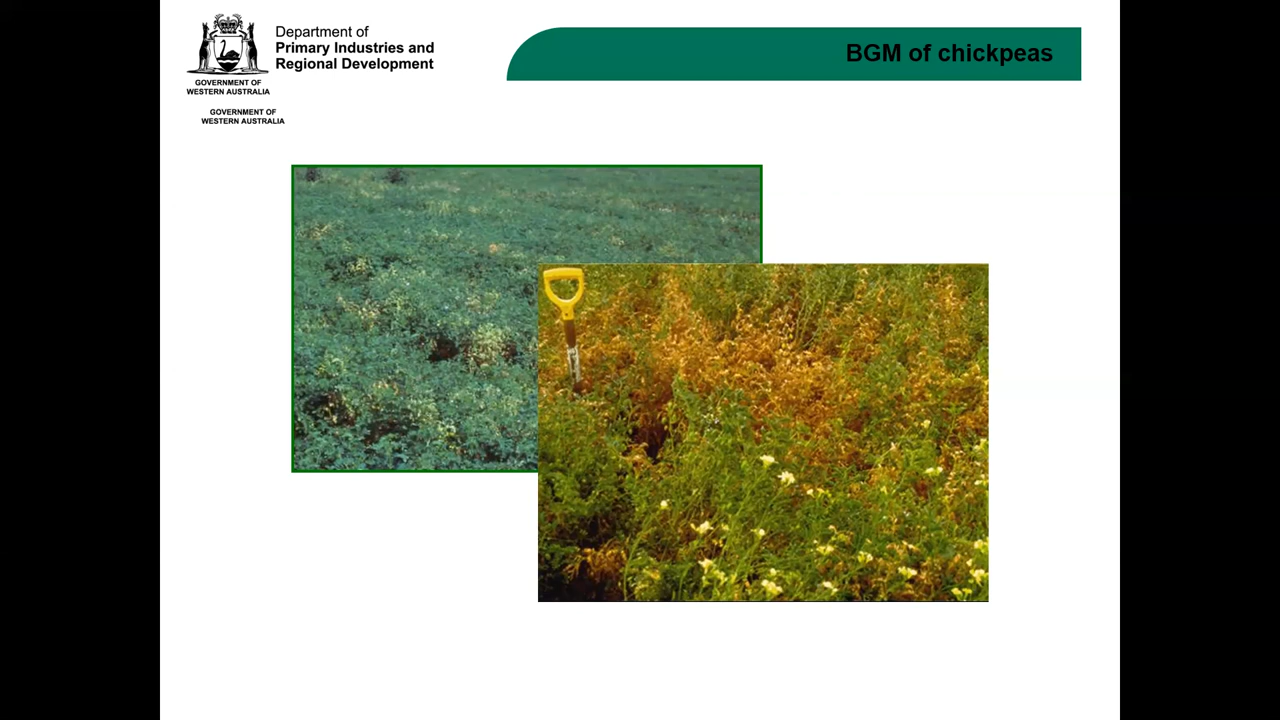 Department of
Primary Industries and
Regional Development
GOVERNMENT OF
WESTERN AUSTRALIA
GOVERNMENT OF
WESTERN AUSTRALIA
BGM of chickpeas